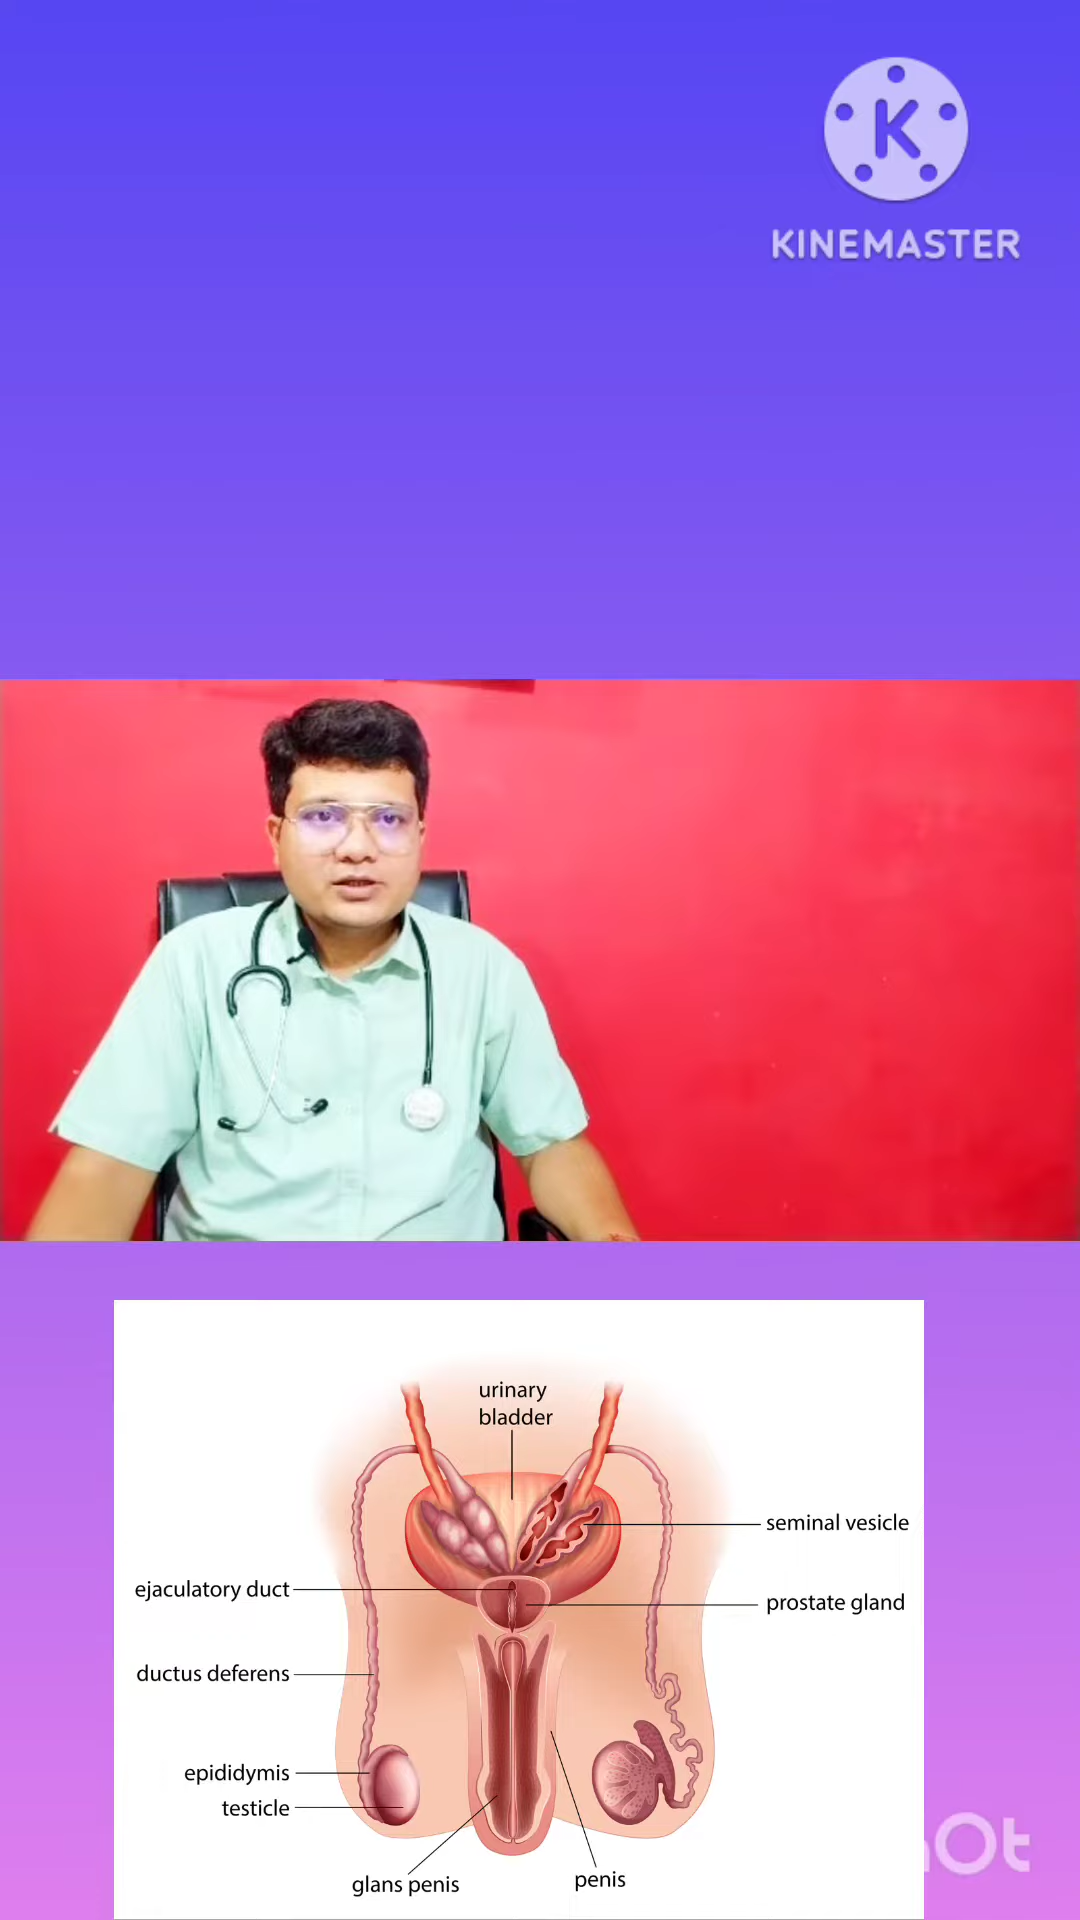 KINEMASTER
urinary
bladder
seminal vesicle
ejaculatory duct
prostate gland
ductus deferens
epididymis
testicle
glans penis
penis